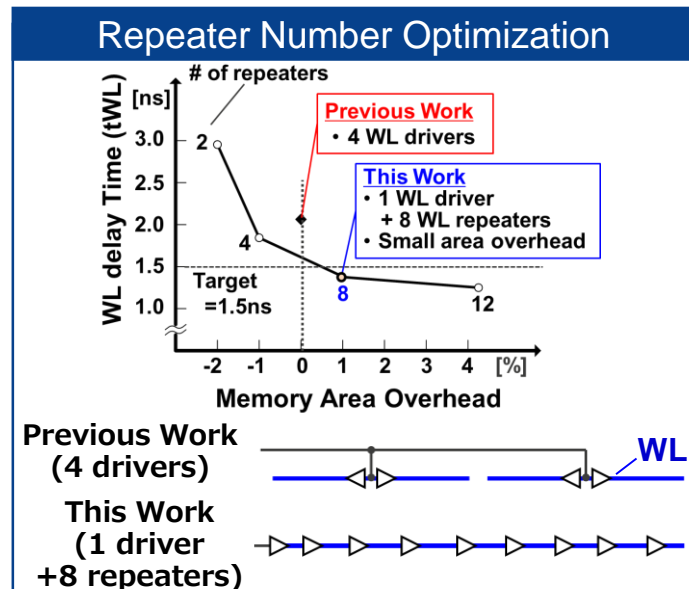 Repeater Number Optimization
# of repeaters
[ns]
WL delay Time (tWL)
3.0
2.5
2.0
1.5
1.0
2
4
8
12
Previous Work
• 4 WL drivers
This Work
• 1 WL driver
+ 8 WL repeaters
• Small area overhead
Target
=1.5ns
-2 -1 0 1 2 3 4 [%]
Memory Area Overhead
Previous Work
(4 drivers)
WL
This Work
(1 driver
+8 repeaters)